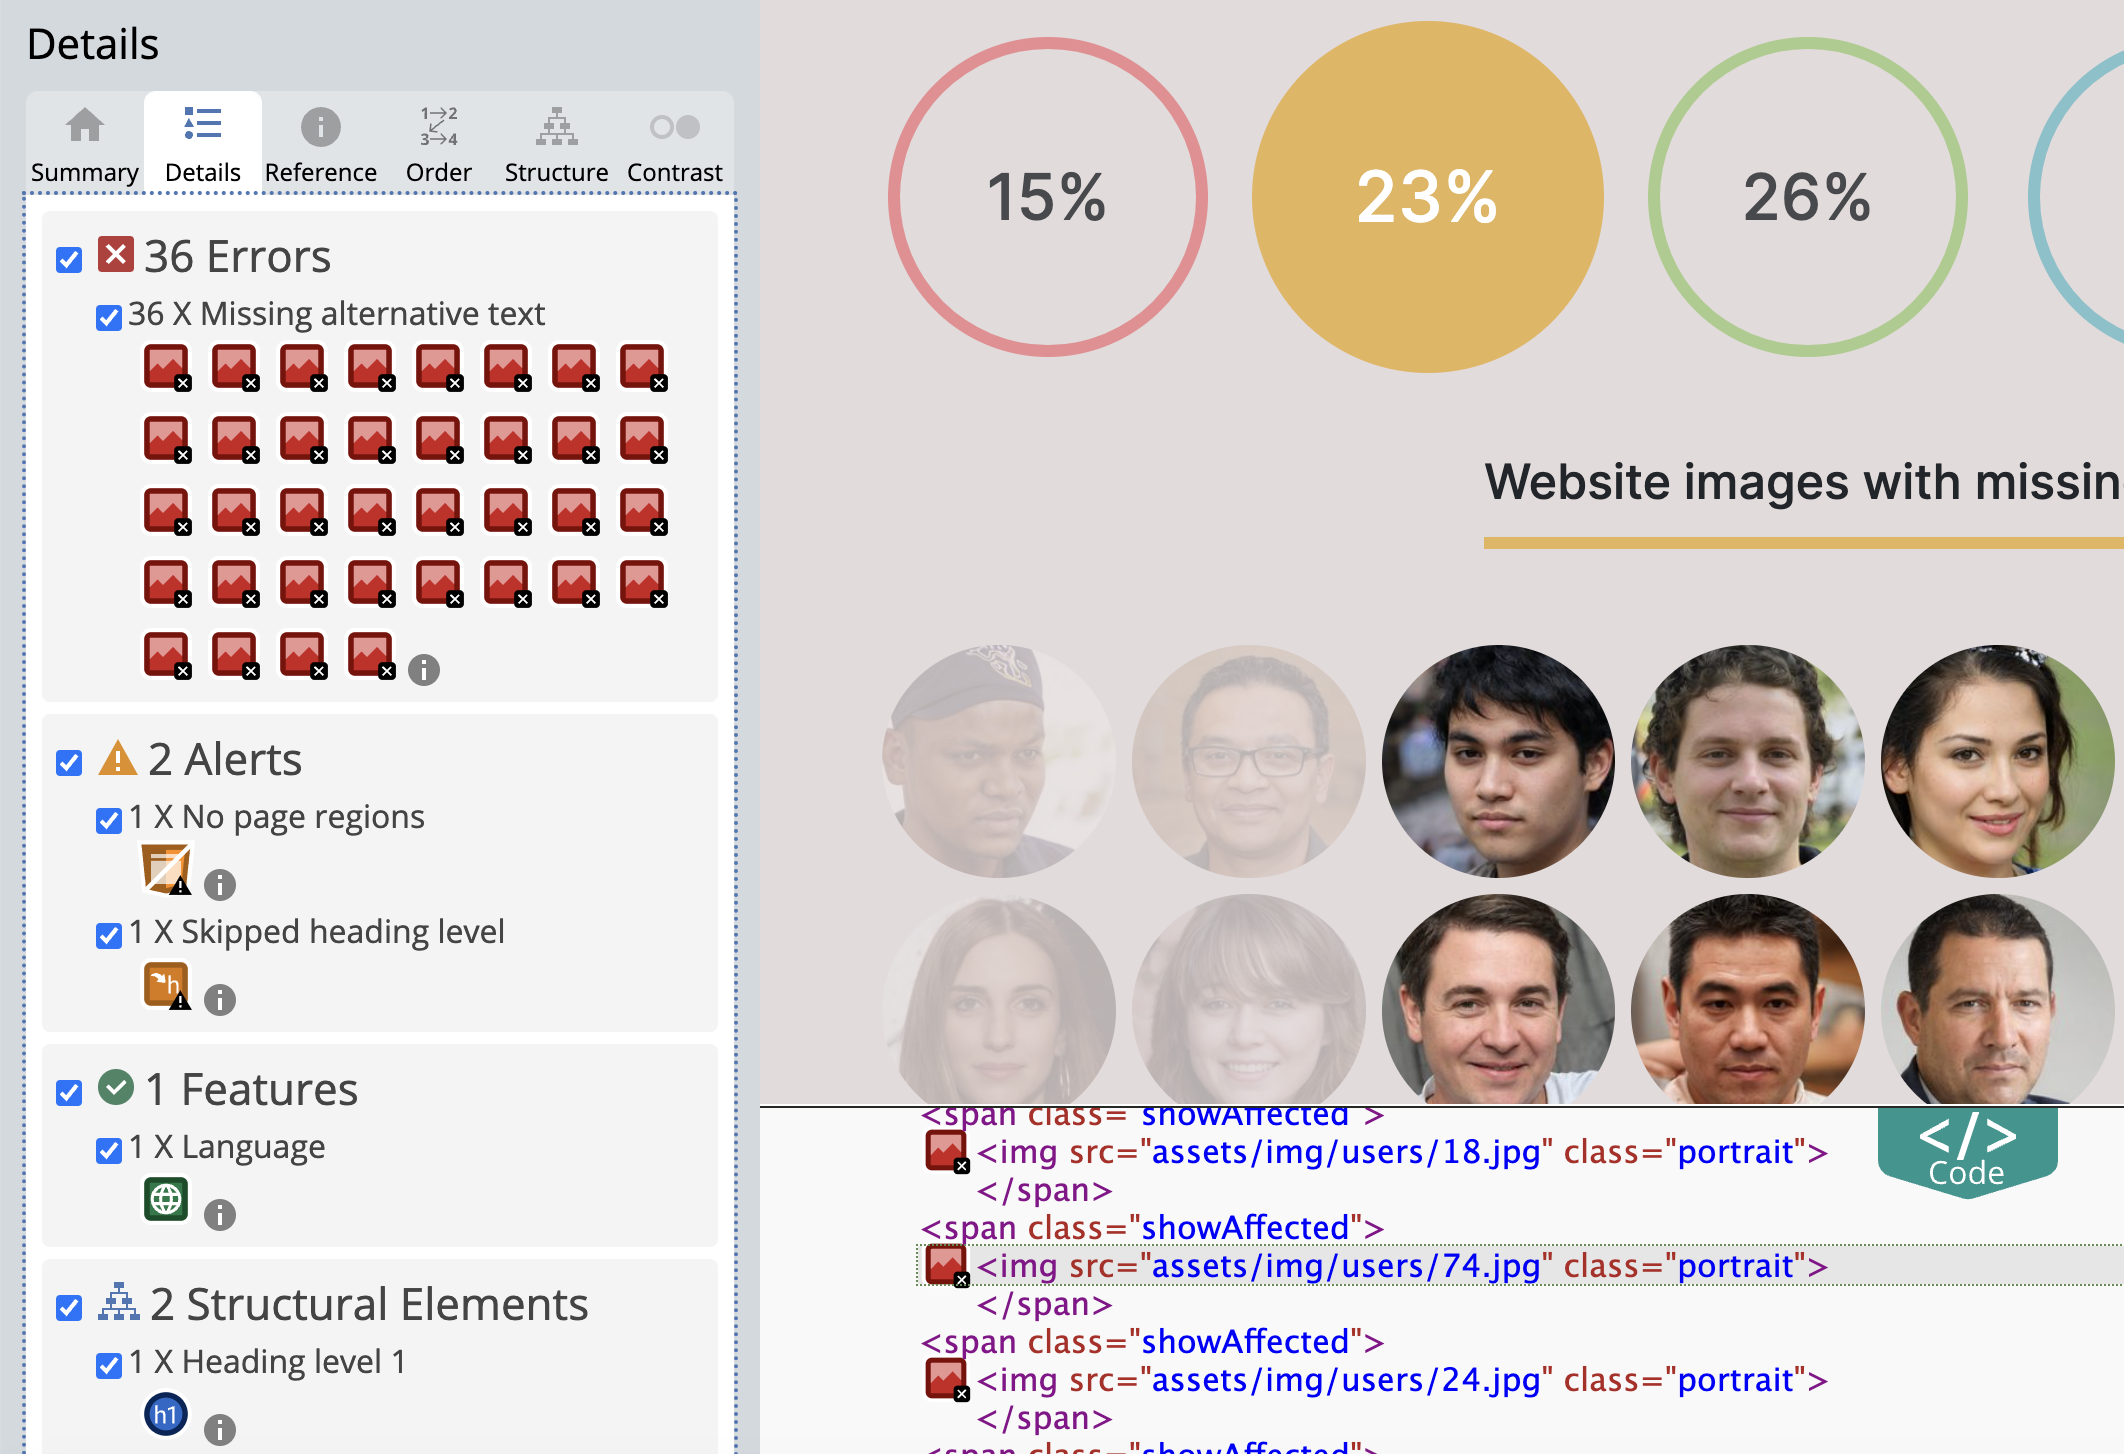 Details
Summary
Details
Reference
1→2
3→4
Order
Structure
Contrast
36 Errors
36 X Missing alternative text
2 Alerts
1 X No page regions
1 X Skipped heading level
h
1 Features
1 X Language
2 Structural Elements
1 X Heading level 1
h1
15%
23%
26%
Website images with missin
<span class="showAffected">
<img src="assets/img/users/18.jpg" class="portrait">
</span>
<span class="showAffected">
<img src="assets/img/users/74.jpg" class="portrait">
</span>
<span class="showAffected">
<img src="assets/img/users/24.jpg" class="portrait">
</span>
<span class="showAffected">
</>
Code